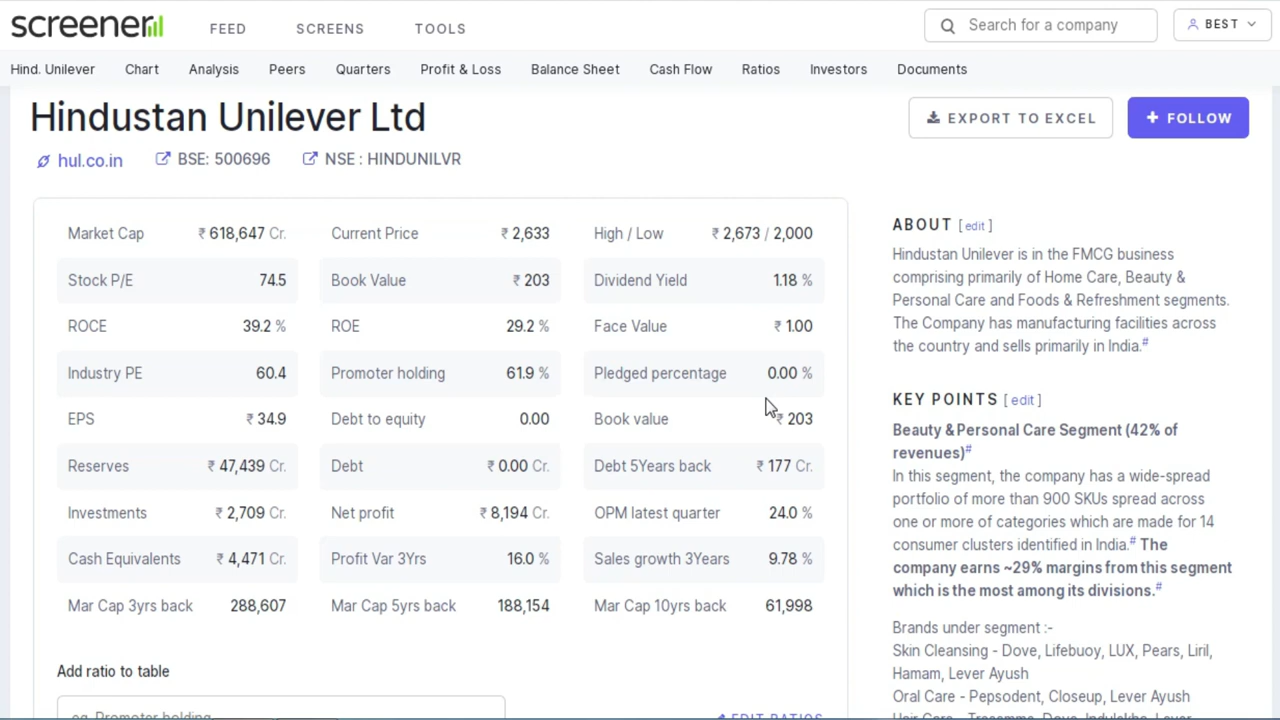 screener
FEED SCREENS TOOLS
Search for a company
BEST
Hind. Unilever Chart Analysis Peers Quarters Profit & Loss Balance Sheet Cash Flow Ratios Investors Documents
Hindustan Unilever Ltd
EXPORT TO EXCEL
+ FOLLOW
hul.co.in BSE: 500696 NSE : HINDUNILVR
Market Cap ₹ 618,647 Cr. Current Price ₹ 2,633 High / Low ₹ 2,673 / 2,000
Stock P/E 74.5 Book Value ₹ 203 Dividend Yield 1.18 %
ROCE 39.2 % ROE 29.2 % Face Value ₹ 1.00
Industry PE 60.4 Promoter holding 61.9 % Pledged percentage 0.00 %
EPS ₹ 34.9 Debt to equity 0.00 Book value ₹ 203
Reserves ₹ 47,439 Cr. Debt ₹ 0.00 Cr. Debt 5Years back ₹ 177 Cr.
Investments ₹ 2,709 Cr. Net profit ₹ 8,194 Cr. OPM latest quarter 24.0 %
Cash Equivalents ₹ 4,471 Cr. Profit Var 3Yrs 16.0 % Sales growth 3Years 9.78 %
Mar Cap 3yrs back 288,607 Mar Cap 5yrs back 188,154 Mar Cap 10yrs back 61,998
Add ratio to table
eg. Promoter holding
EDIT RATIOS
ABOUT [ edit ]
Hindustan Unilever is in the FMCG business
comprising primarily of Home Care, Beauty &
Personal Care and Foods & Refreshment segments.
The Company has manufacturing facilities across
the country and sells primarily in India.#
KEY POINTS [ edit ]
Beauty & Personal Care Segment (42% of
revenues)#
In this segment, the company has a wide-spread
portfolio of more than 900 SKUs spread across
one or more of categories which are made for 14
consumer clusters identified in India.# The
company earns ~29% margins from this segment
which is the most among its divisions.#
Brands under segment :-
Skin Cleansing - Dove, Lifebuoy, LUX, Pears, Liril,
Hamam, Lever Ayush
Oral Care - Pepsodent, Closeup, Lever Ayush
Hair Care - Tresemme, Dove, Indulekha, Lever